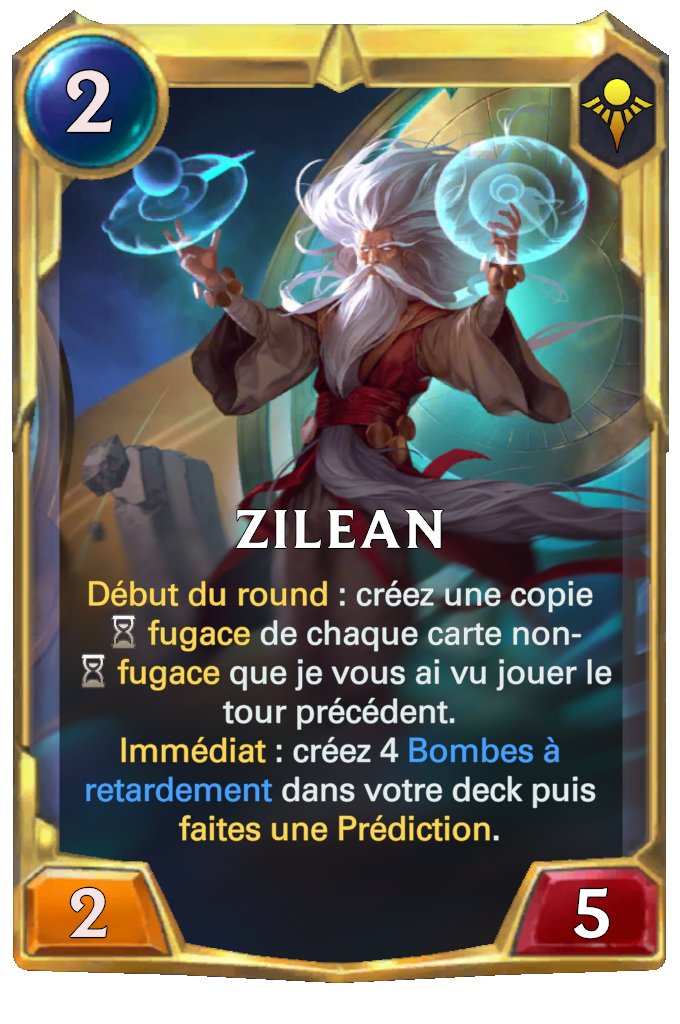 2
ZILEAN
Début du round : créez une copie
fugace de chaque carte non-
fugace que je vous ai vu jouer le
tour précédent.
Immédiat : créez 4 Bombes à
retardement dans votre deck puis
faites une Prédiction.
2
5